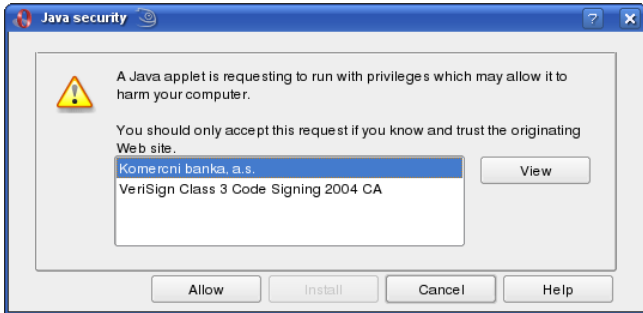 Java security
A Java applet is requesting to run with privileges which may allow it to
harm your computer.
You should only accept this request if you know and trust the originating
Web site.
Komercni banka, a.s.
View
VeriSign Class 3 Code Signing 2004 CA
Allow Install Cancel Help